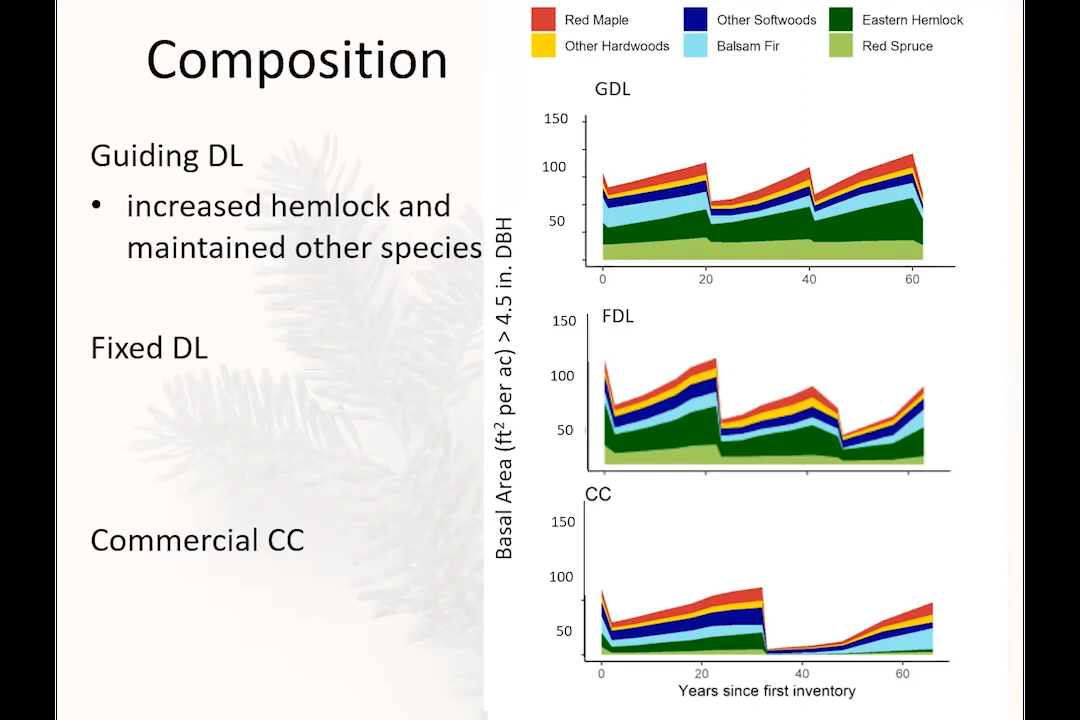 Composition
Guiding DL
• increased hemlock and
maintained other species
Fixed DL
Commercial CC
Red Maple
Other Softwoods
Eastern Hemlock
Other Hardwoods
Balsam Fir
Red Spruce
Basal Area (ft² per ac) > 4.5 in. DBH
GDL
150
100
50
0 20 40 60
FDL
150
100
50
CC
150
100
50
0 20 40 60
Years since first inventory